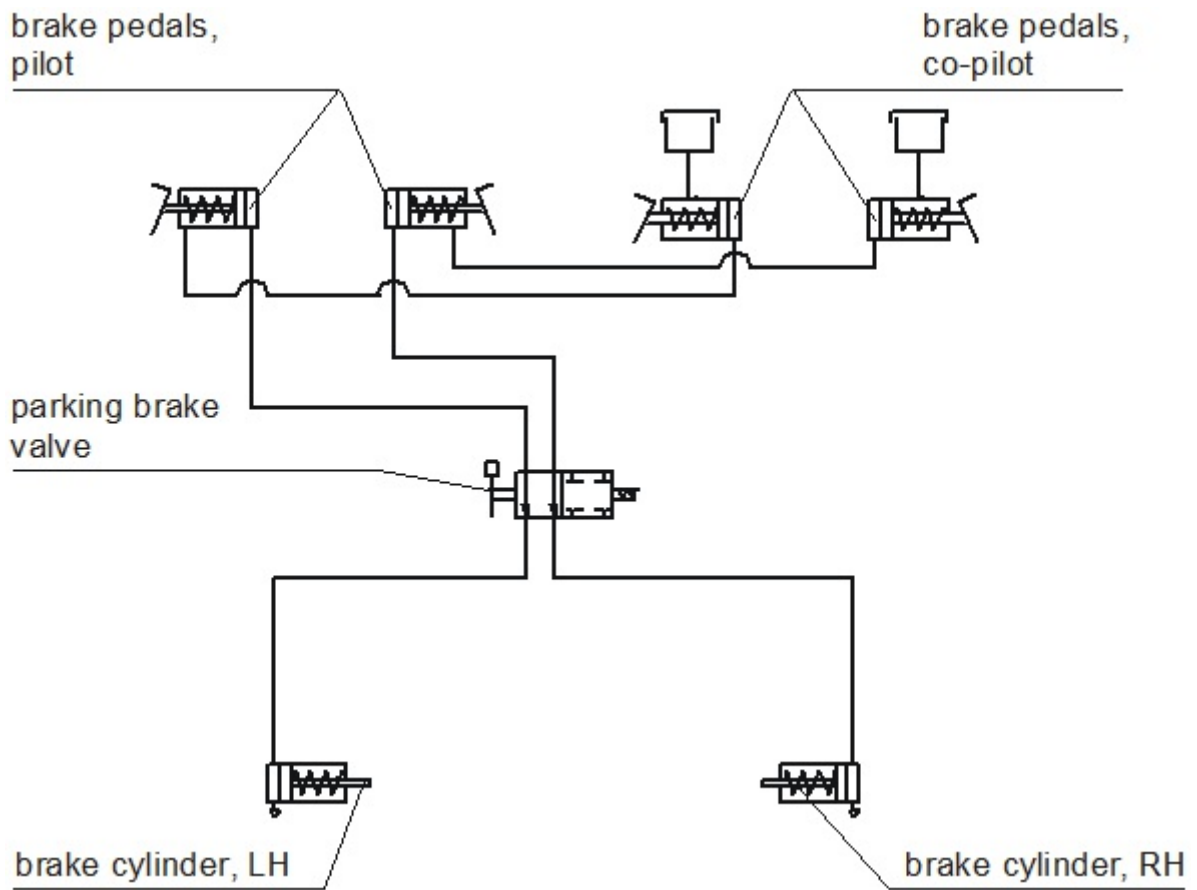 brake pedals,
pilot
brake pedals,
co-pilot
parking brake
valve
brake cylinder, LH
brake cylinder, RH